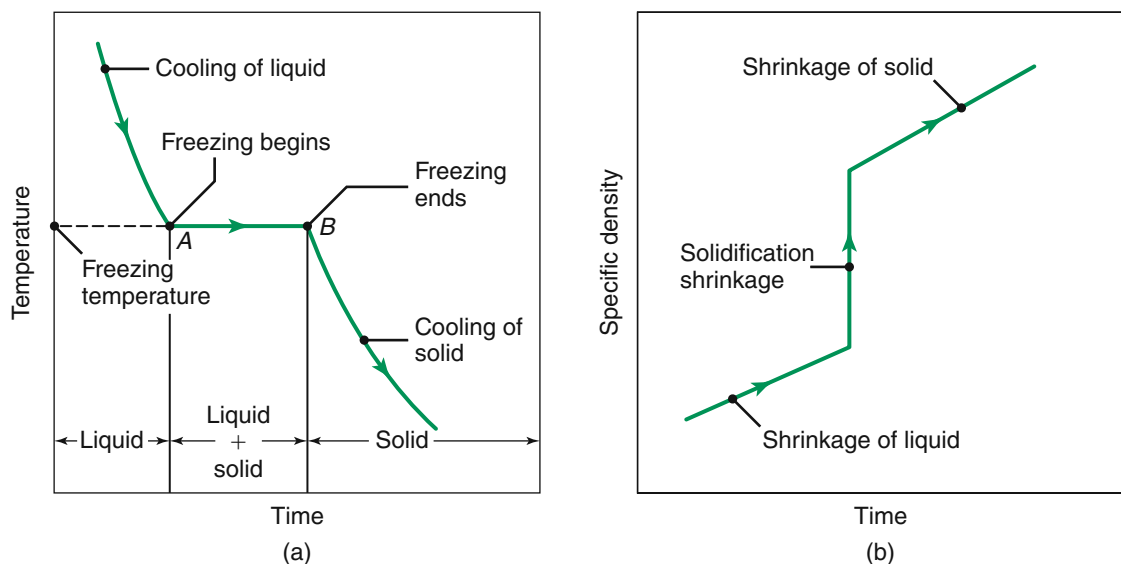 Cooling of liquid
Freezing begins
Freezing
ends
A
B
Freezing
temperature
Cooling of
solid
Liquid
Liquid
+
solid
Solid
Temperature
Time
(a)
Shrinkage of solid
Solidification
shrinkage
Shrinkage of liquid
Specific density
Time
(b)